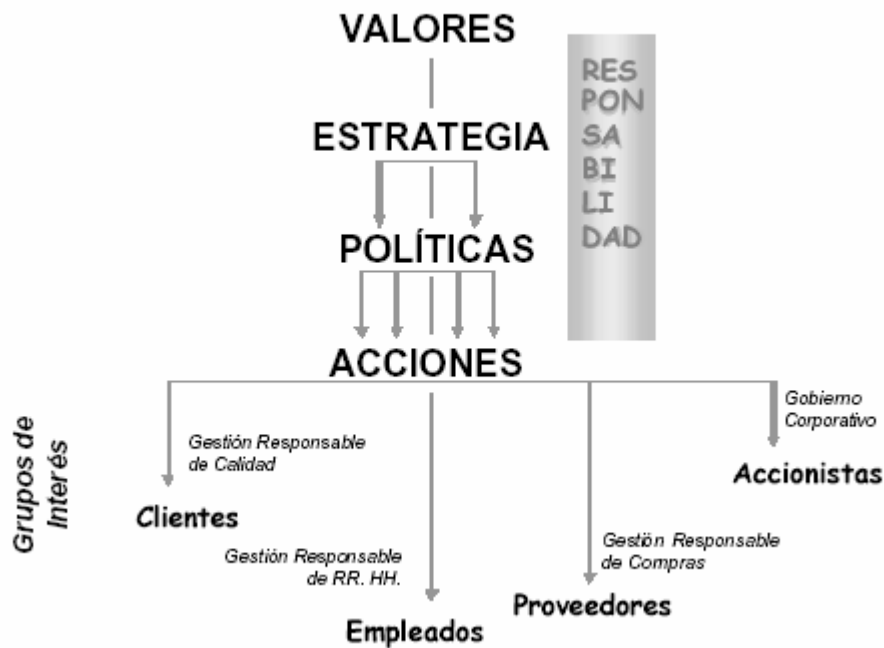 VALORES
RES
PON
SA
BI
LI
DAD
ESTRATEGIA
POLÍTICAS
ACCIONES
Grupos de
Interés
Gobierno
Corporativo
Accionistas
Gestión Responsable
de Calidad
Clientes
Gestión Responsable
de RR. HH.
Empleados
Gestión Responsable
de Compras
Proveedores